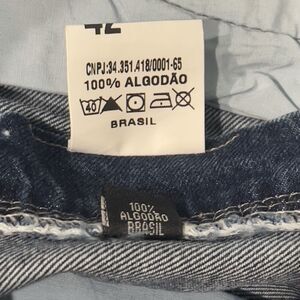 42
CNPJ:34.351.418/0001-65
100% ALGODÃO
40
BRASIL
100%
ALGODÃO
BRASIL